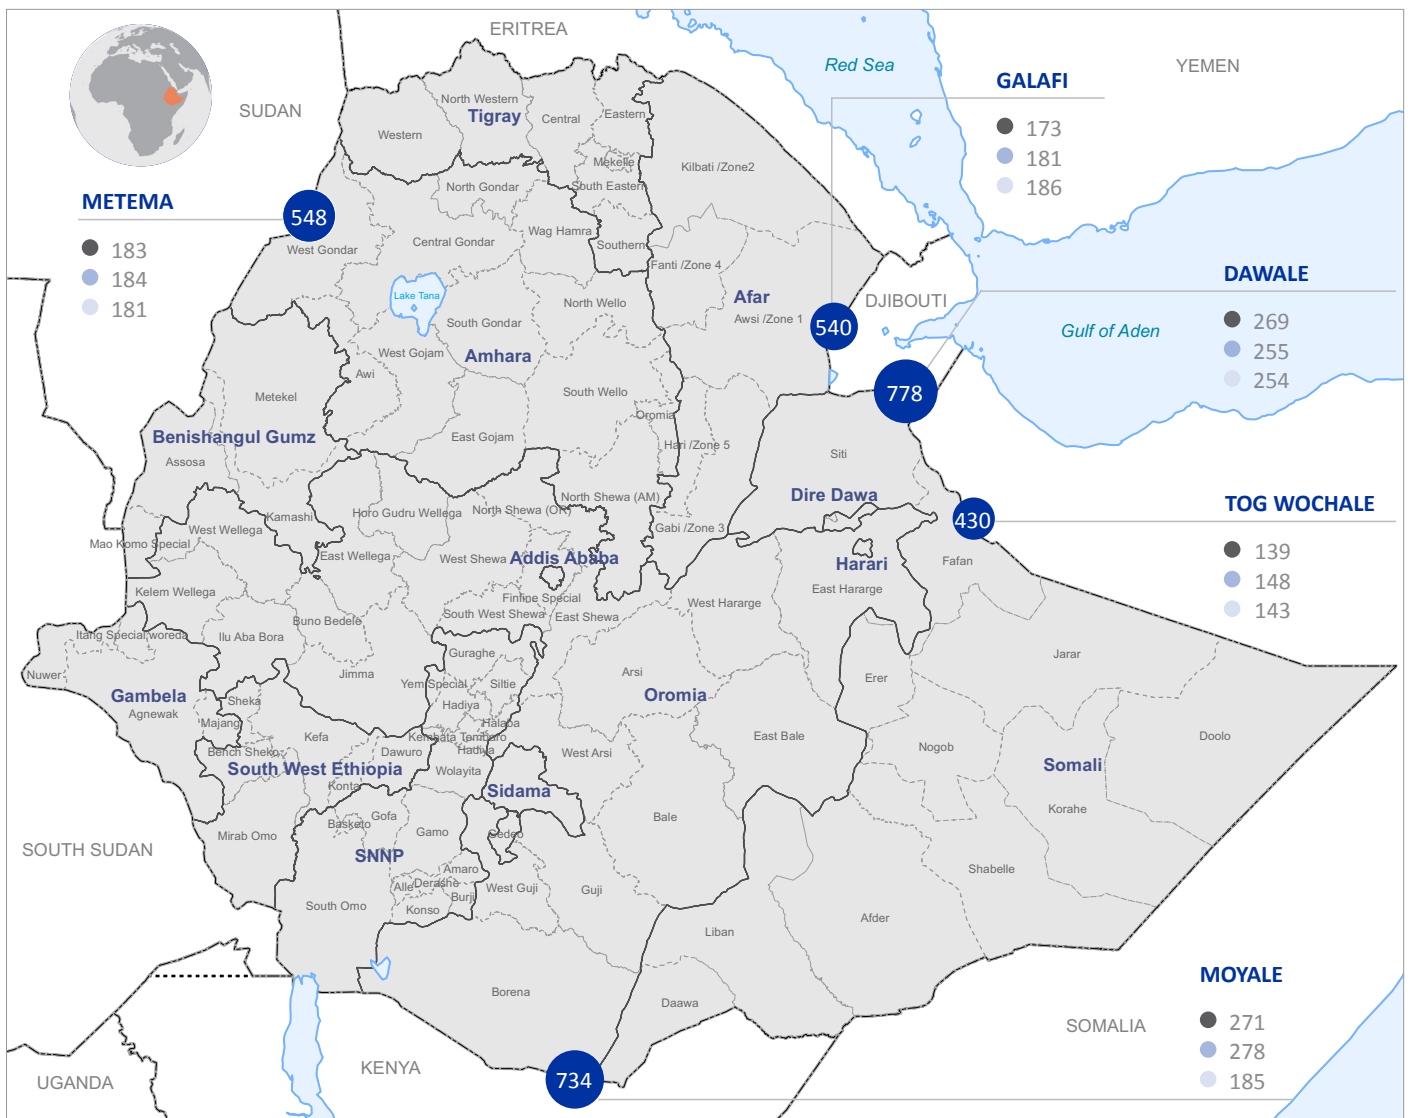 ERITREA
Red Sea
YEMEN
SUDAN
GALAFI
173
181
186
METEMA
183
184
181
548
North Western
Tigray
Western
Central
Eastern
Mekelle
South Eastern
Southern
Kilbati /Zone2
North Gondar
Wag Hamra
Central Gondar
West Gondar
Fanti /Zone 4
Afar
Awsi /Zone 1
540
DJIBOUTI
DAWALE
269
255
254
Gulf of Aden
Lake Tana
North Wello
South Gondar
West Gojam
Amhara
Awi
South Wello
Oromia
East Gojam
Hari /Zone 5
778
Metekel
Benishangul Gumz
Assosa
Siti
Dire Dawa
TOG WOCHALE
139
148
143
430
North Shewa (AM)
North Shewa (OR)
Horo Gudru Wellega
Kamashi
West Wellega
Mao Komo Special
East Wellega
West Shewa
Addis Ababa
Gabi /Zone 3
Harari
Fafan
East Hararge
West Hararge
Kelem Wellega
Finfine Special
South West Shewa
East Shewa
Buno Bedele
Ilu Aba Bora
Itang Special woreda
Nuwer
Gambela
Agnewak
Jimma
Guraghe
Yem Special
Siltie
Hadiya
Halaba
Kembata Tembaro
Hadiya
Arsi
Oromia
Erer
Jarar
Sheka
Majang
Kefa
Bench Sheko
South West Ethiopia
Dawuro
Konta
Wolayita
Sidama
West Arsi
East Bale
Nogob
Somali
Doolo
Korahe
Mirab Omo
Basketo
Gofa
Gamo
Gedeo
Bale
SNNP
SOUTH SUDAN
Amaro
Alle
Derashe
Burji
Konso
South Omo
West Guji
Guji
Shabelle
Afder
Liban
Borena
Daawa
MOYALE
271
278
185
734
SOMALIA
KENYA
UGANDA